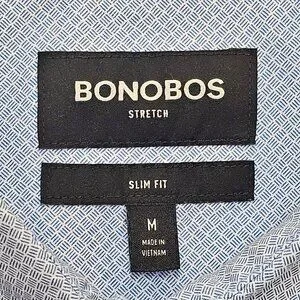 BONOBOS
STRETCH
SLIM FIT
M
MADE IN
VIETNAM